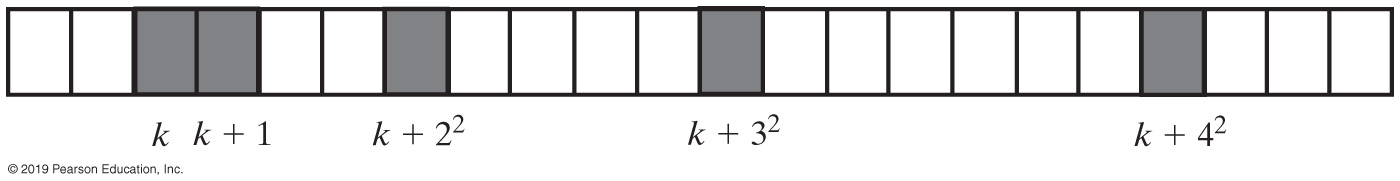 k k + 1 k + 2² k + 3² k + 4²
© 2019 Pearson Education, Inc.